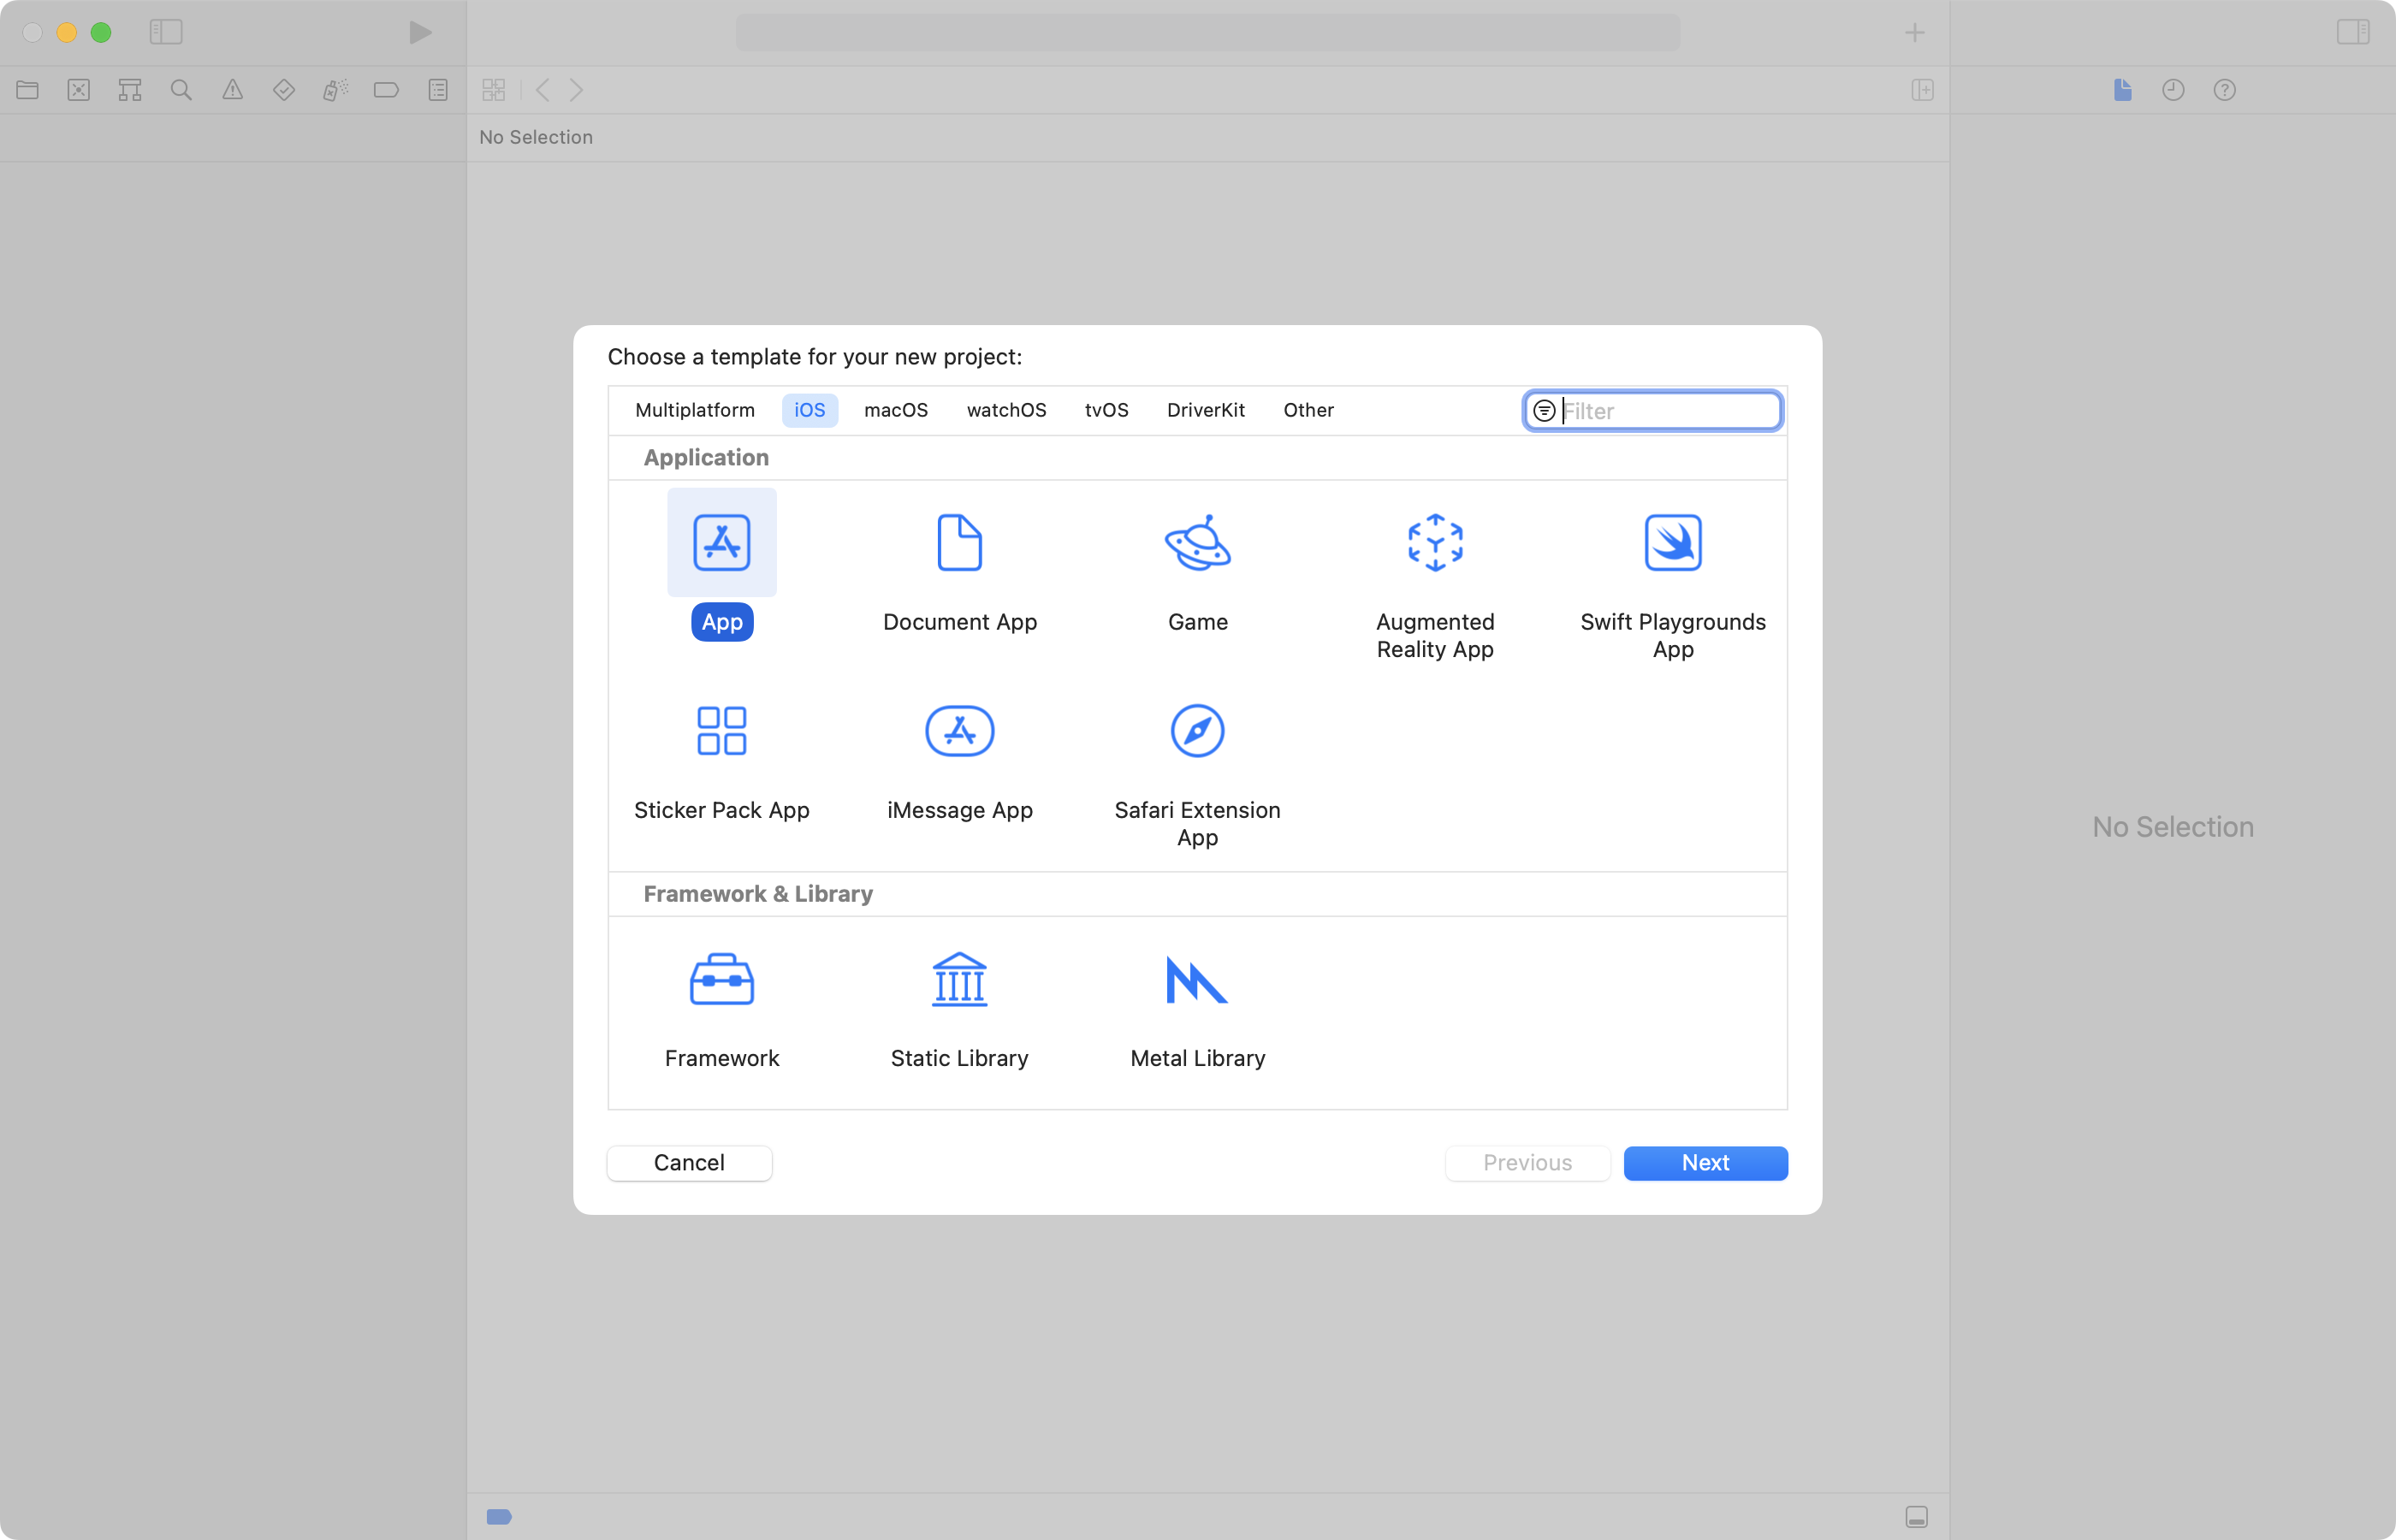 No Selection
Choose a template for your new project:
Multiplatform iOS macOS watchOS tvOS DriverKit Other Filter
Application
App Document App Game Augmented Reality App Swift Playgrounds App
Sticker Pack App iMessage App Safari Extension App
No Selection
Framework & Library
Framework Static Library Metal Library
Cancel Previous Next